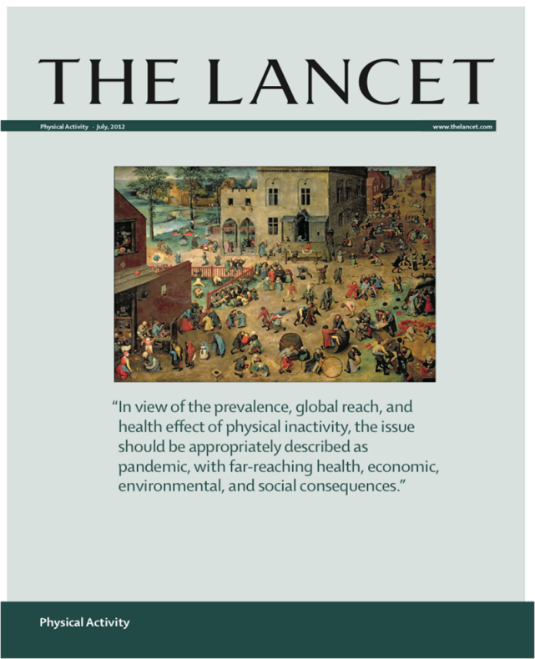 THE LANCET
Physical Activity · July, 2012
www.thelancet.com
“In view of the prevalence, global reach, and
health effect of physical inactivity, the issue
should be appropriately described as
pandemic, with far-reaching health, economic,
environmental, and social consequences.”
Physical Activity